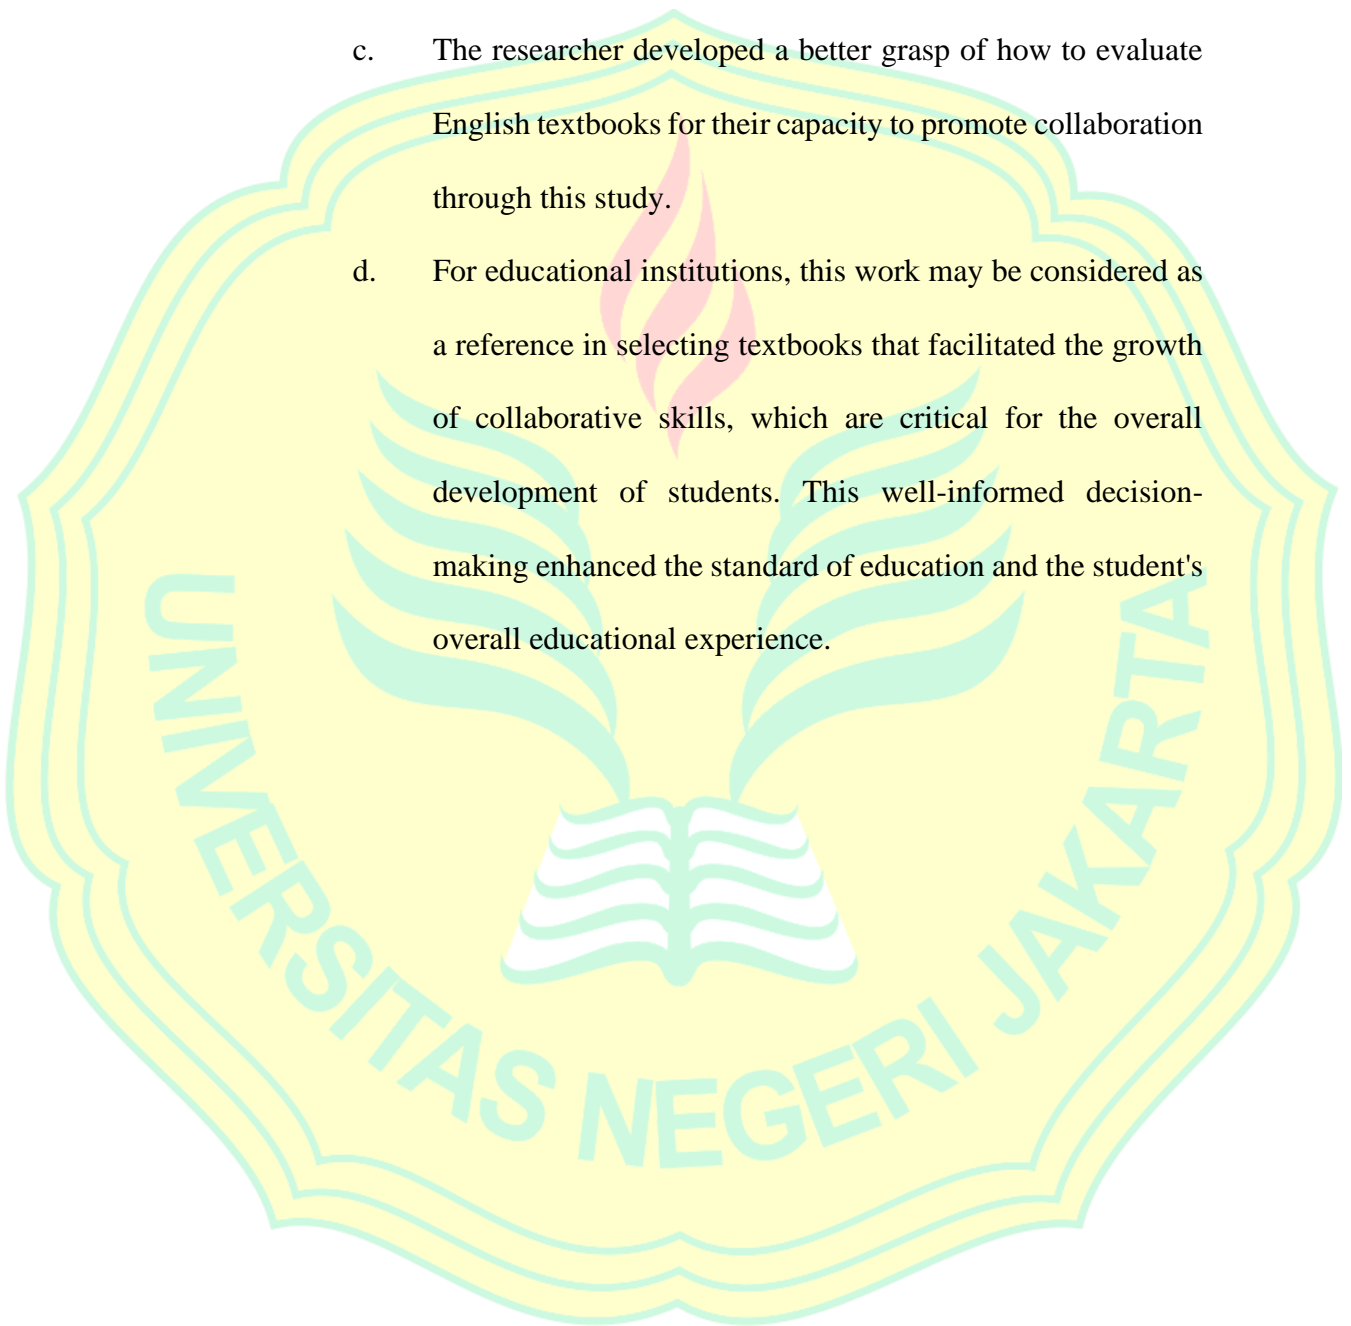 c. The researcher developed a better grasp of how to evaluate
English textbooks for their capacity to promote collaboration
through this study.
d. For educational institutions, this work may be considered as
a reference in selecting textbooks that facilitated the growth
of collaborative skills, which are critical for the overall
development of students. This well-informed decision-
making enhanced the standard of education and the student's
overall educational experience.
UNIVERSITAS NEGERI JAKARTA